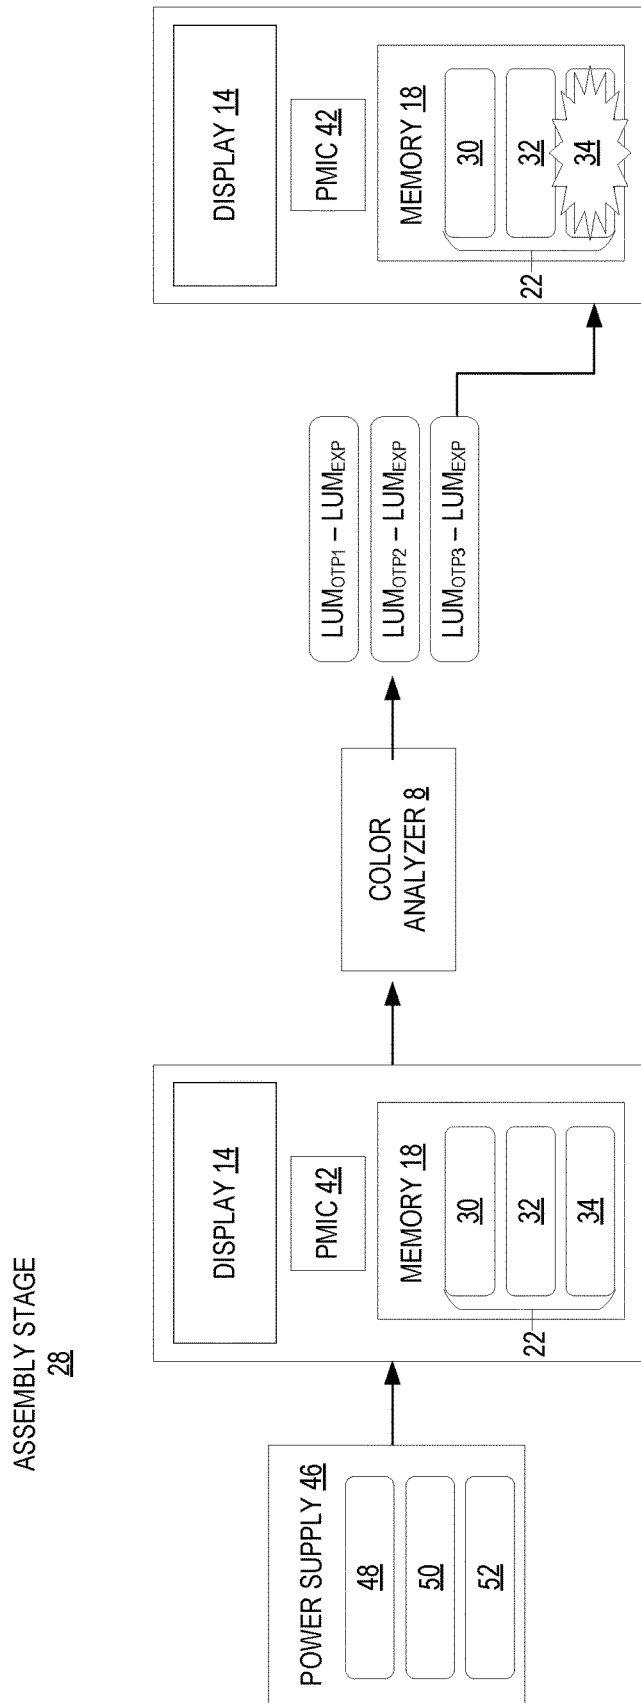 ASSEMBLY STAGE
28
POWER SUPPLY 46
48
50
52
DISPLAY 14
PMIC 42
MEMORY 18
30
32
34
22
COLOR
ANALYZER 8
LUMOTP1 – LUMEXP
LUMOTP2 – LUMEXP
LUMOTP3 – LUMEXP
DISPLAY 14
PMIC 42
MEMORY 18
30
32
34
22